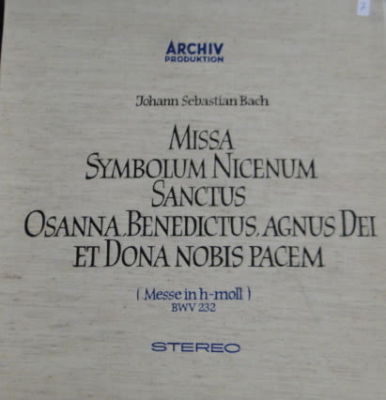 ARCHIV
PRODUKTION
Johann Sebastian Bach
MISSA
SYMBOLUM NICENUM
SANCTUS
OSANNA, BENEDICTUS, AGNUS DEI
ET DONA NOBIS PACEM
(Messe in h-moll)
BWV 232
STEREO